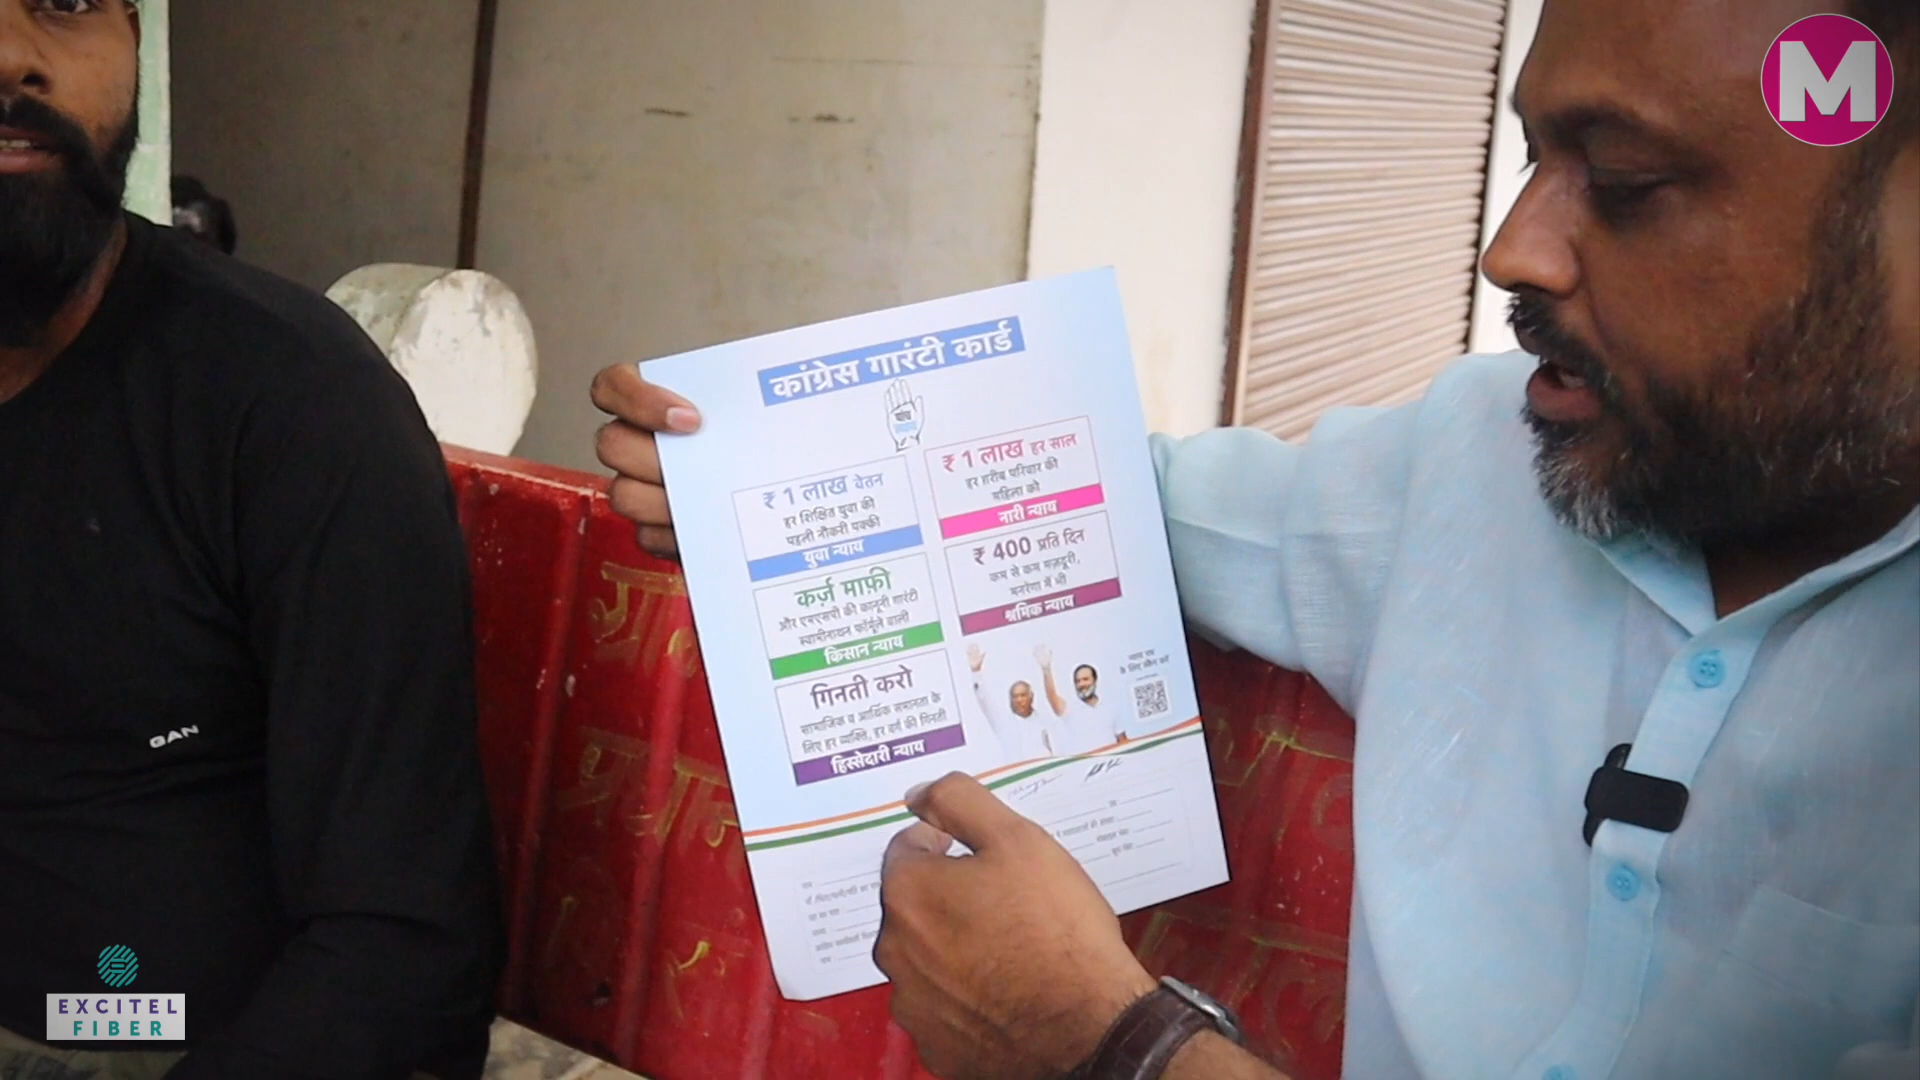 M
कांग्रेस गारंटी कार्ड
पांच
₹ 1 लाख वेतन
हर शिक्षित युवा की
पहली नौकरी पक्की
युवा न्याय
₹ 1 लाख हर साल
हर ग़रीब परिवार की
महिला को
नारी न्याय
कर्ज़ माफ़ी
और एमएसपी की कानूनी गारंटी
स्वामीनाथन फॉर्मूले वाली
किसान न्याय
₹ 400 प्रति दिन
कम से कम मज़दूरी,
मनरेगा में भी
श्रमिक न्याय
गिनती करो
सामाजिक व आर्थिक समानता के
लिए हर व्यक्ति, हर वर्ग की गिनती
हिस्सेदारी न्याय
के लिए स्कैन करें
नाम
GAN
EXCITEL
FIBER